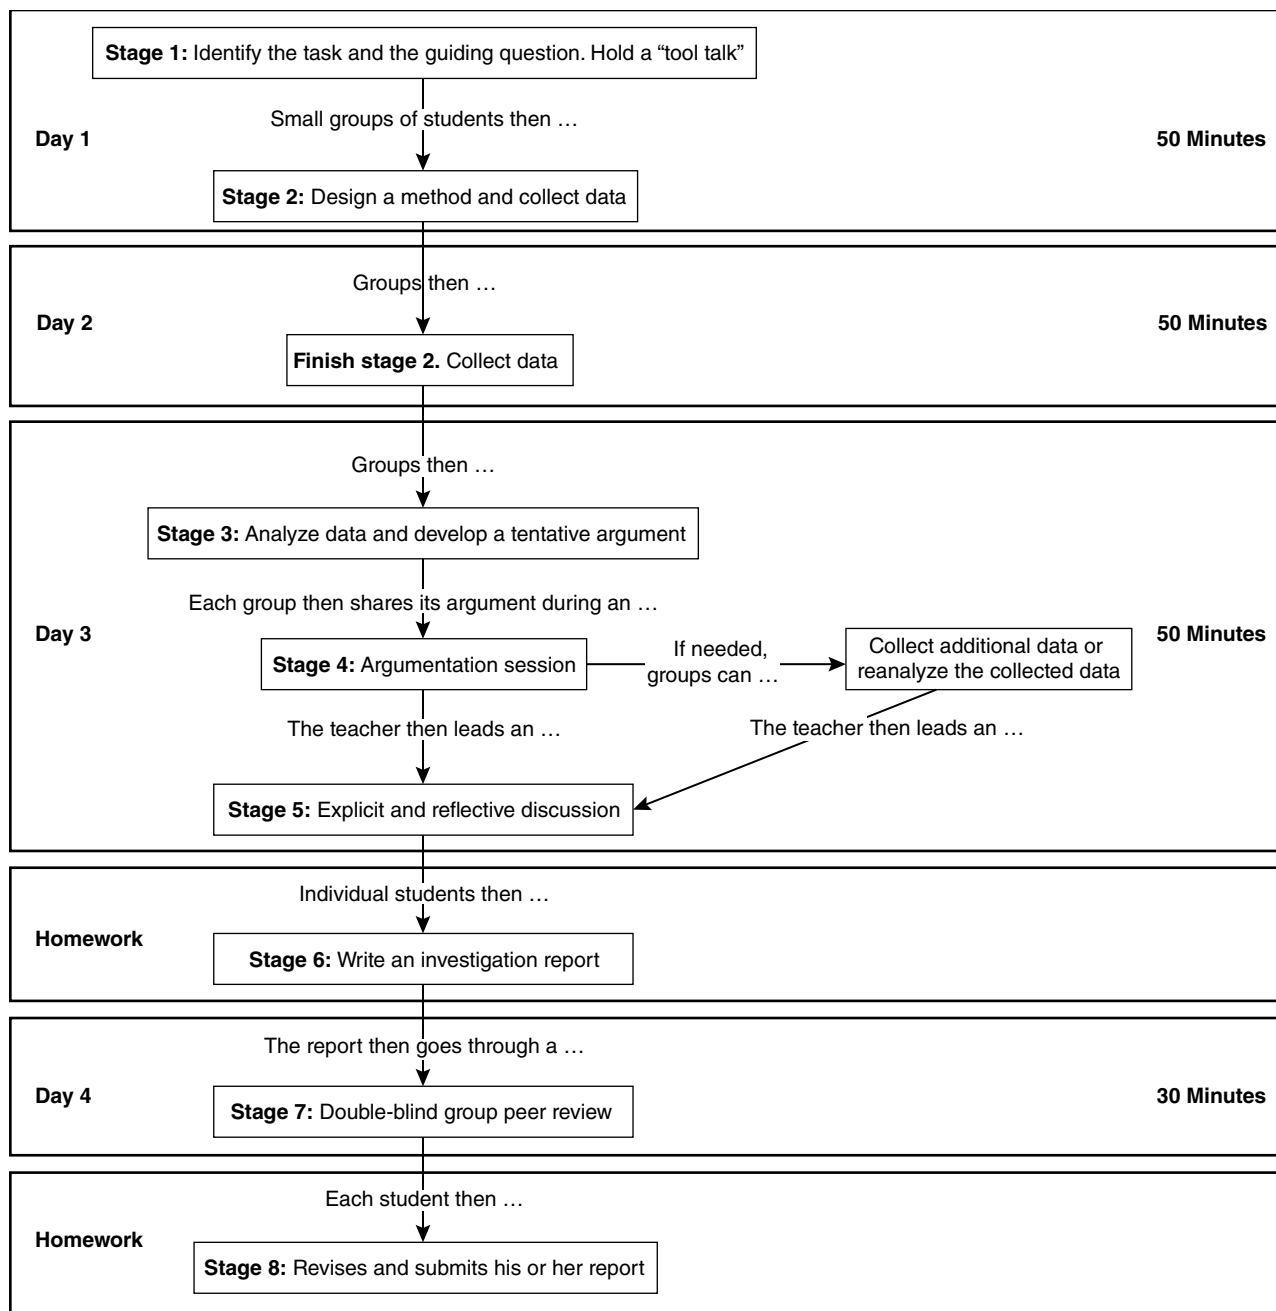 Stage 1: Identify the task and the guiding question. Hold a “tool talk”
Small groups of students then …
Day 1
50 Minutes
Stage 2: Design a method and collect data
Groups then …
Day 2
50 Minutes
Finish stage 2. Collect data
Groups then …
Stage 3: Analyze data and develop a tentative argument
Each group then shares its argument during an …
Day 3
50 Minutes
Stage 4: Argumentation session
If needed,
groups can …
Collect additional data or
reanalyze the collected data
The teacher then leads an …
The teacher then leads an …
Stage 5: Explicit and reflective discussion
Individual students then …
Homework
Stage 6: Write an investigation report
The report then goes through a …
Day 4
30 Minutes
Stage 7: Double-blind group peer review
Each student then …
Homework
Stage 8: Revises and submits his or her report